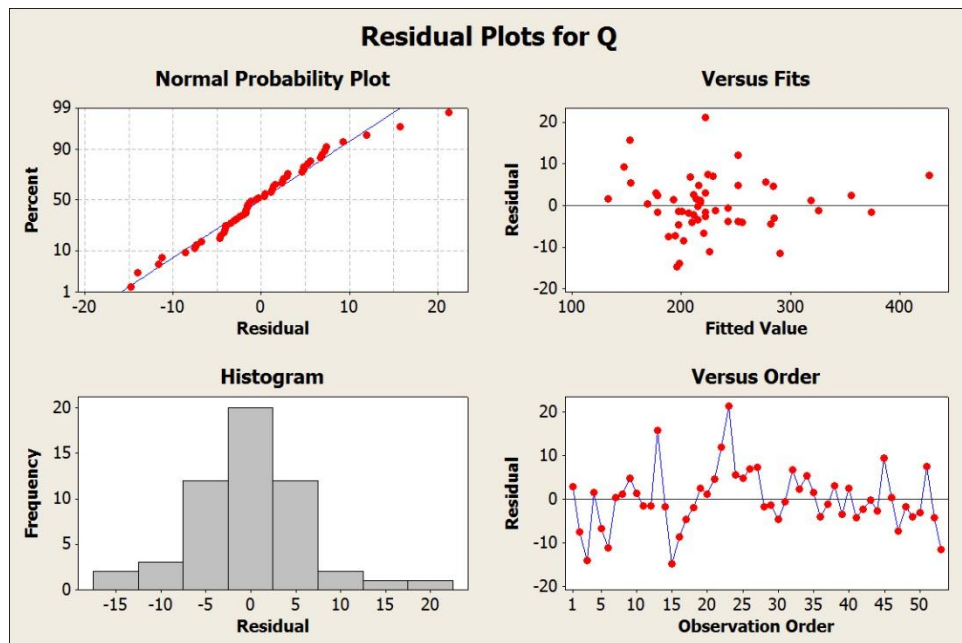 Residual Plots for Q
Normal Probability Plot
99
90
50
10
1
Percent
-20 -10 0 10 20
Residual
Versus Fits
20
10
0
-10
-20
Residual
100 200 300 400
Fitted Value
Histogram
20
15
10
5
0
Frequency
-15 -10 -5 0 5 10 15 20
Residual
Versus Order
20
10
0
-10
-20
Residual
1 5 10 15 20 25 30 35 40 45 50
Observation Order